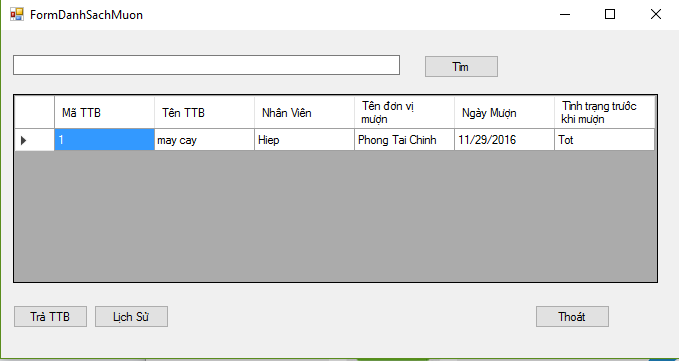 FormDanhSachMuon
Tìm
Mã TTB Tên TTB Nhân Viên Tên đơn vị mượn Ngày Mượn Tình trạng trước khi mượn
1 may cay Hiep Phong Tai Chinh 11/29/2016 Tot
Trả TTB Lịch Sử Thoát